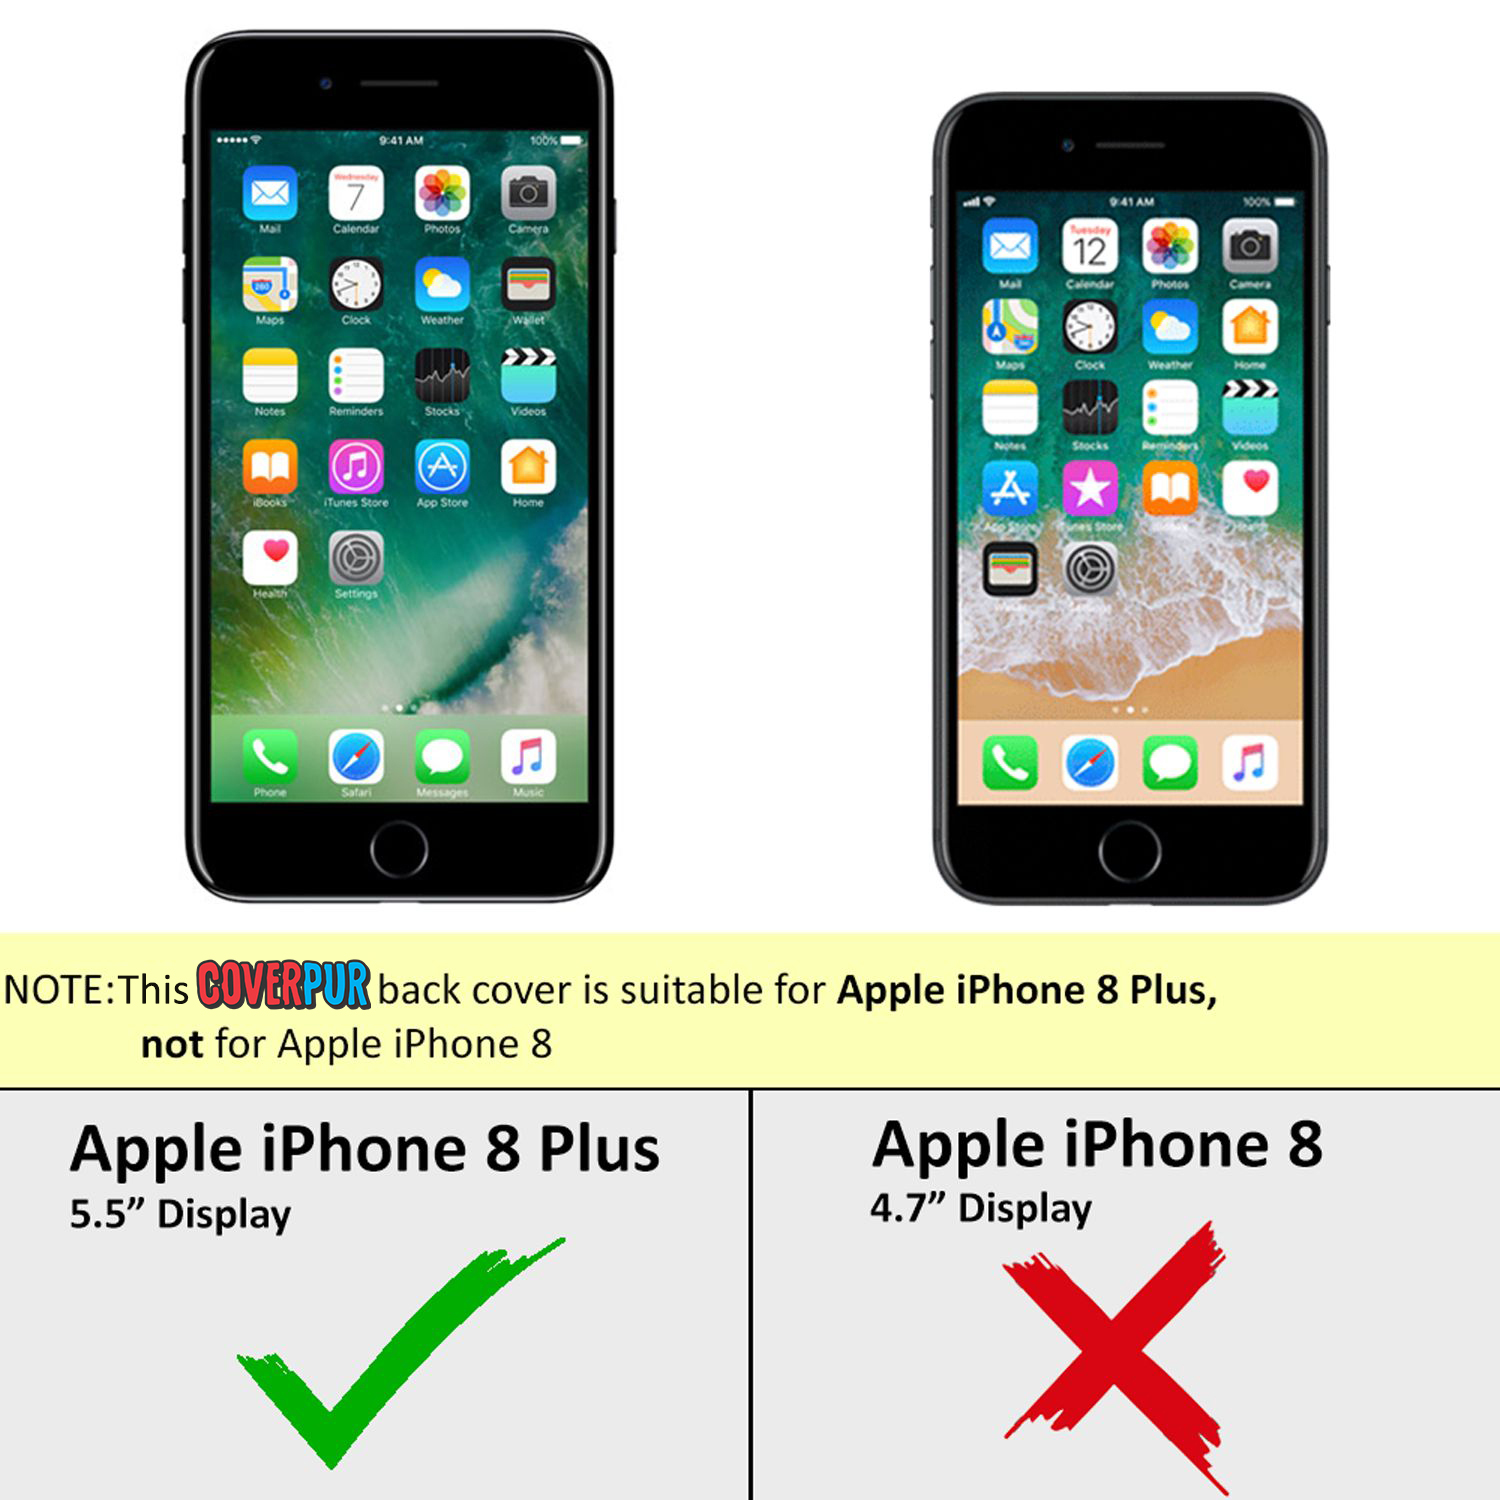 9:41 AM 100%
Wednesday
7
Mail Calendar Photos Camera
280
Maps Clock Weather Wallet
Notes Reminders Stocks Videos
iBooks iTunes Store App Store Home
Health Settings
Phone Safari Messages Music
9:41 AM 100%
Tuesday
12
Mail Calendar Photos Camera
Maps Clock Weather Home
Notes Stocks Reminders Videos
App Store iTunes Store iBooks Health
NOTE:This COVERPUR back cover is suitable for Apple iPhone 8 Plus,
not for Apple iPhone 8
Apple iPhone 8 Plus
5.5” Display
Apple iPhone 8
4.7” Display